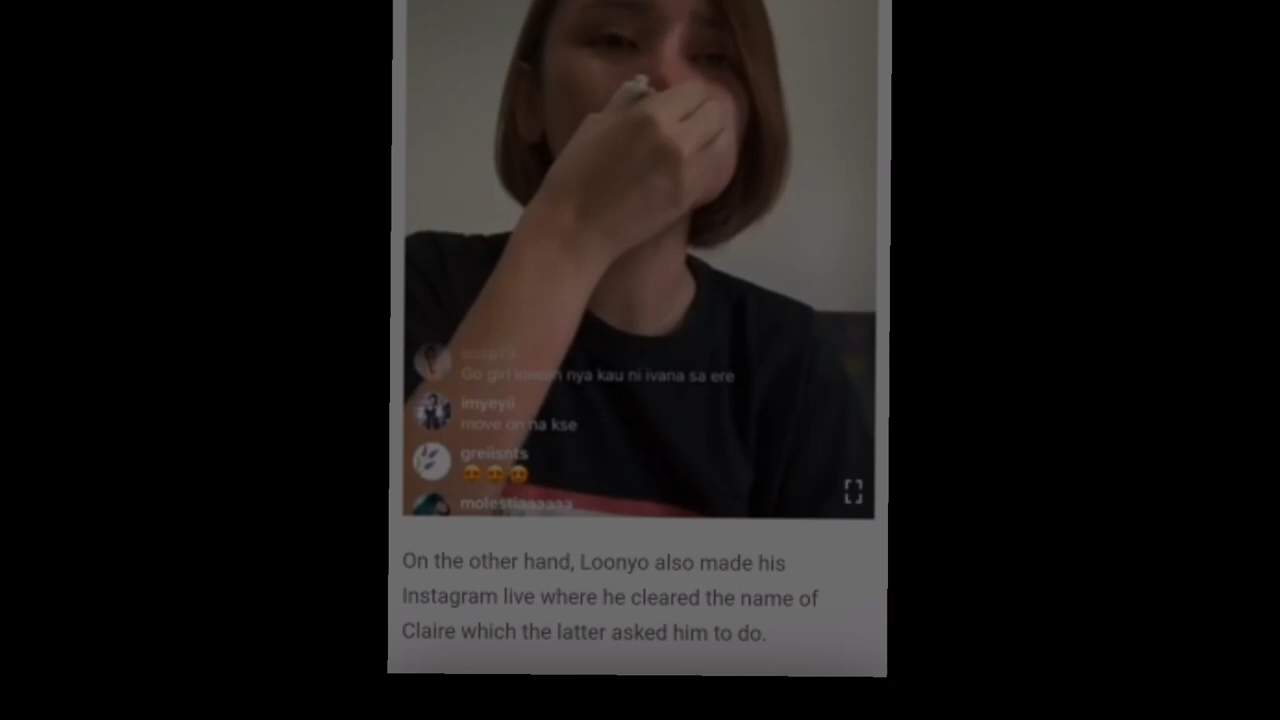 Go girl nya kau ni ivana sa ere
imyeyii
move on na kse
greiisnts
😍😍😍
molestiaaaaaa
On the other hand, Loonyo also made his
Instagram live where he cleared the name of
Claire which the latter asked him to do.